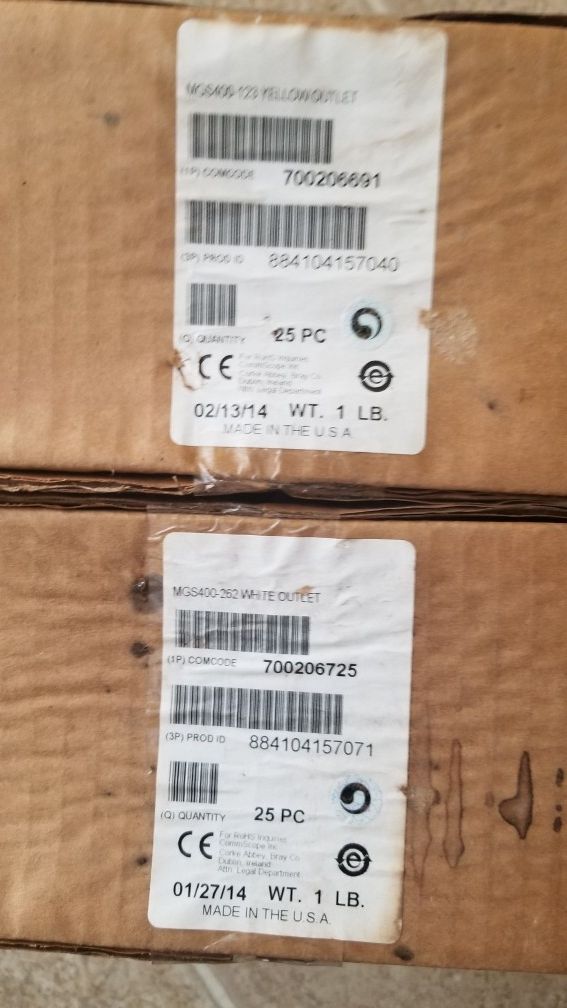 MGS400-123 YELLOW OUTLET
(1P) COMCODE 700206691
(3P) PROD ID 884104157040
(Q) QUANTITY 25 PC
CE
For RoHS Inquiries
CommScope Inc
Corke Abbey, Bray Co
Dublin, Ireland
Attn: Legal Department
e
02/13/14 WT. 1 LB.
MADE IN THE U.S.A.
MGS400-262 WHITE OUTLET
(1P) COMCODE 700206725
(3P) PROD ID 884104157071
(Q) QUANTITY 25 PC
CE
For RoHS Inquiries
CommScope Inc
Corke Abbey, Bray Co
Dublin, Ireland
Attn: Legal Department
e
01/27/14 WT. 1 LB.
MADE IN THE U.S.A.